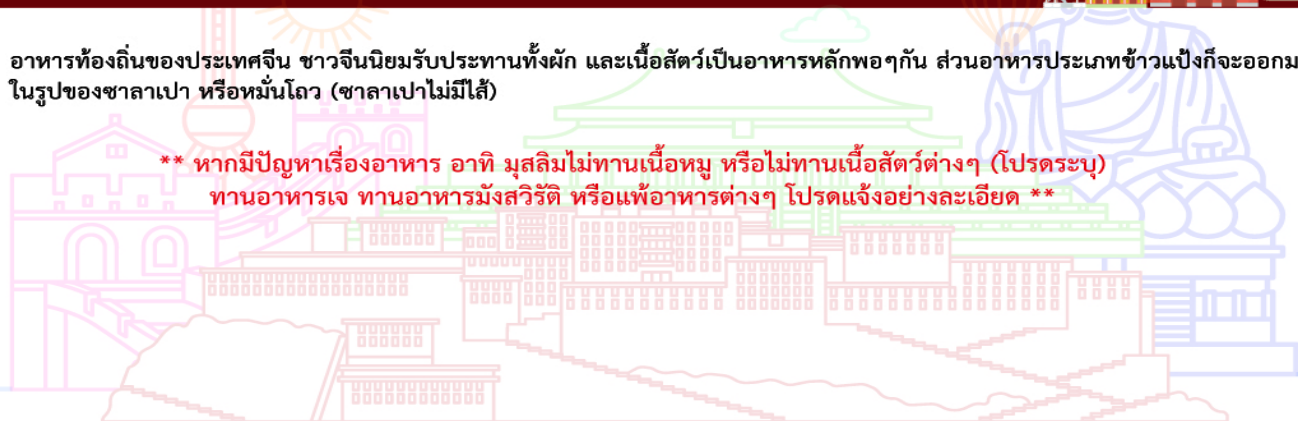 อาหารท้องถิ่นของประเทศจีน ชาวจีนนิยมรับประทานทั้งผัก และเนื้อสัตว์เป็นอาหารหลักพอๆกัน ส่วนอาหารประเภทข้าวแป้งก็จะออกม
ในรูปของซาลาเปา หรือหมั่นโถว (ซาลาเปาไม่มีไส้)
** หากมีปัญหาเรื่องอาหาร อาทิ มุสลิมไม่ทานเนื้อหมู หรือไม่ทานเนื้อสัตว์ต่างๆ (โปรดระบุ)
ทานอาหารเจ ทานอาหารมังสวิรัติ หรือแพ้อาหารต่างๆ โปรดแจ้งอย่างละเอียด **